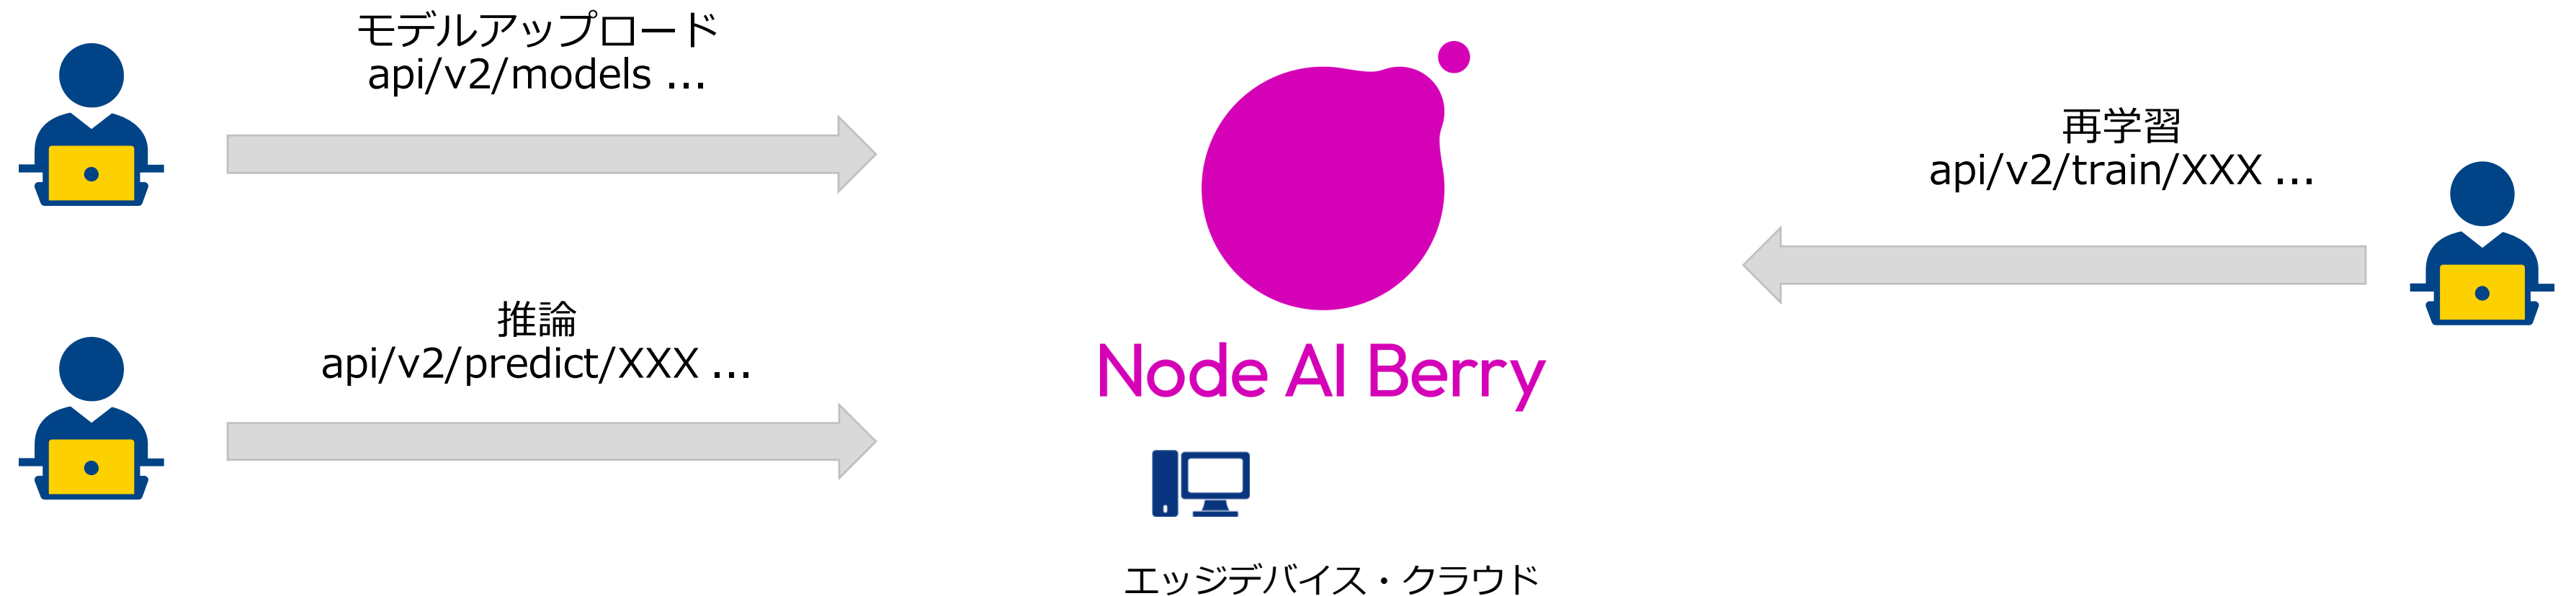 モデルアップロード
api/v2/models ...
推論
api/v2/predict/XXX ...
Node AI Berry
エッジデバイス・クラウド
再学習
api/v2/train/XXX ...